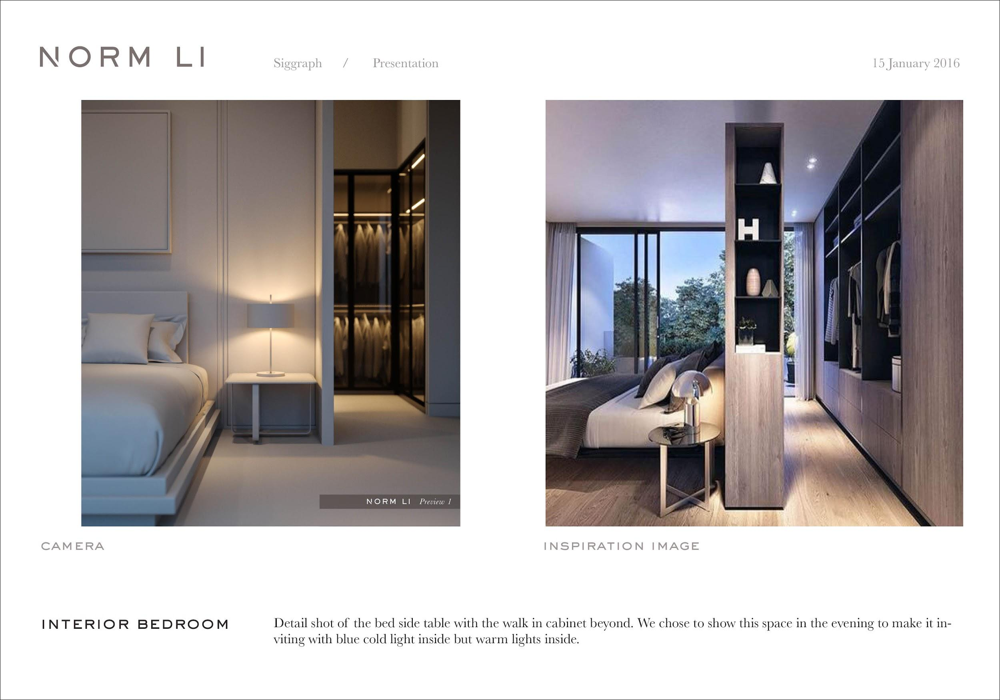 NORM LI
Siggraph / Presentation
15 January 2016
H
NORM LI Preview 1
CAMERA
INSPIRATION IMAGE
INTERIOR BEDROOM
Detail shot of the bed side table with the walk in cabinet beyond. We chose to show this space in the evening to make it in-
viting with blue cold light inside but warm lights inside.